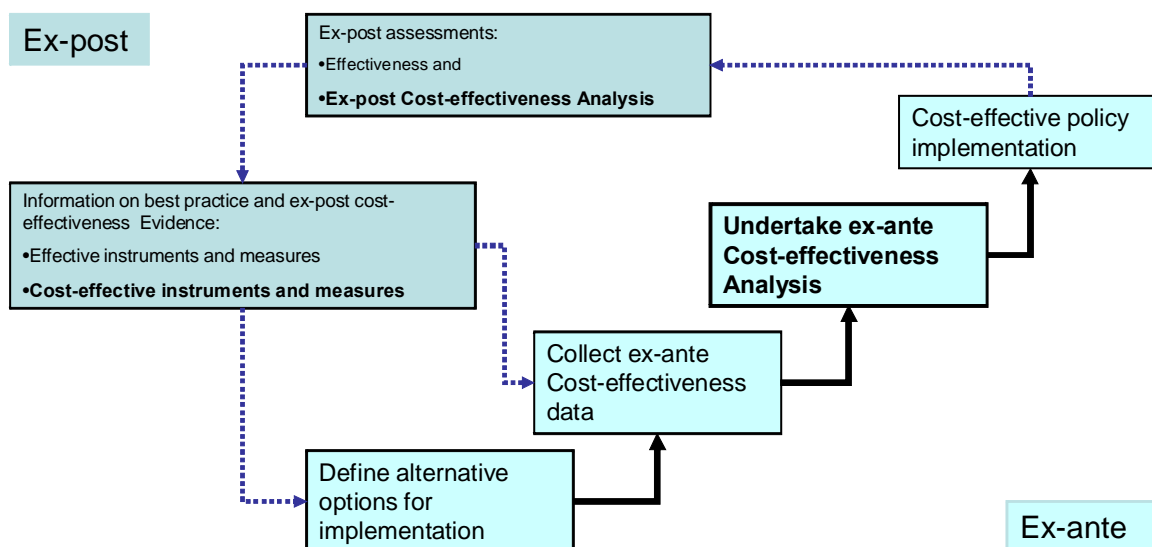 Ex-post
Ex-post assessments:
•Effectiveness and
•Ex-post Cost-effectiveness Analysis
Cost-effective policy
implementation
Information on best practice and ex-post cost-
effectiveness Evidence:
•Effective instruments and measures
•Cost-effective instruments and measures
Undertake ex-ante
Cost-effectiveness
Analysis
Collect ex-ante
Cost-effectiveness
data
Define alternative
options for
implementation
Ex-ante